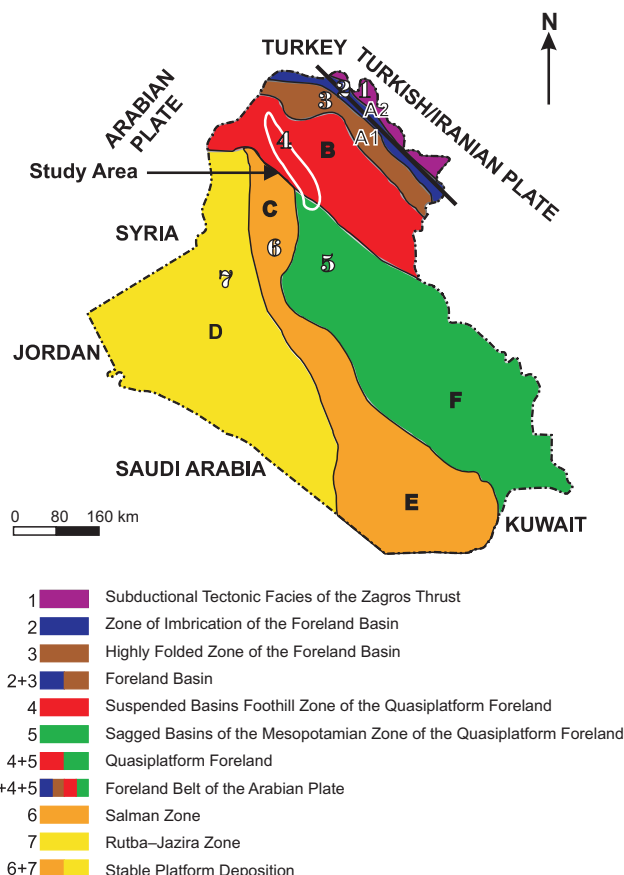 TURKEY
N
TURKISH/IRANIAN PLATE
ARABIAN
PLATE
2 1
3
A2
A1
4
B
Study Area
C
SYRIA
6
5
7
D
JORDAN
F
SAUDI ARABIA
E
0 80 160 km
KUWAIT
1 Subductional Tectonic Facies of the Zagros Thrust
2 Zone of Imbrication of the Foreland Basin
3 Highly Folded Zone of the Foreland Basin
2+3 Foreland Basin
4 Suspended Basins Foothill Zone of the Quasiplatform Foreland
5 Sagged Basins of the Mesopotamian Zone of the Quasiplatform Foreland
4+5 Quasiplatform Foreland
+4+5 Foreland Belt of the Arabian Plate
6 Salman Zone
7 Rutba–Jazira Zone
6+7 Stable Platform Deposition